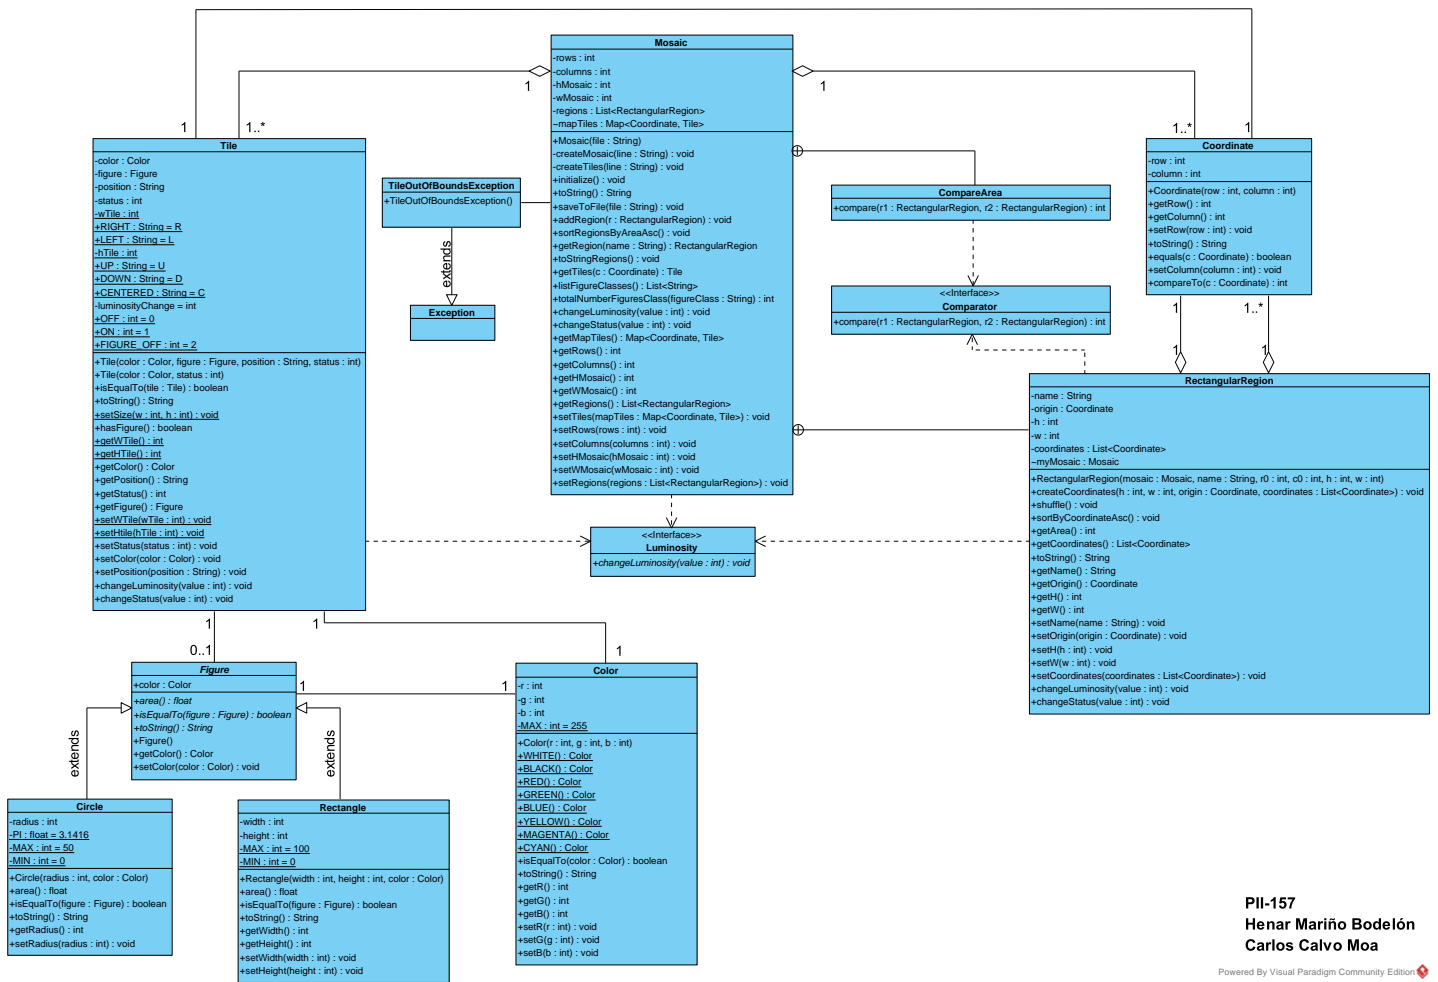 Mosaic
-rows : int
-columns : int
-hMosaic : int
-wMosaic : int
-regions : List<RectangularRegion>
~mapTiles : Map<Coordinate, Tile>
+Mosaic(file : String)
-createMosaic(line : String) : void
-createTiles(line : String) : void
+initialize() : void
+toString() : String
+saveToFile(file : String) : void
+addRegion(r : RectangularRegion) : void
+sortRegionsByAreaAsc() : void
+getRegion(name : String) : RectangularRegion
+toStringRegions() : void
+getTiles(c : Coordinate) : Tile
+listFigureClasses() : List<String>
+totalNumberFiguresClass(figureClass : String) : int
+changeLuminosity(value : int) : void
+changeStatus(value : int) : void
+getMapTiles() : Map<Coordinate, Tile>
+getRows() : int
+getColumns() : int
+getHMosaic() : int
+getWMosaic() : int
+getRegions() : List<RectangularRegion>
+setTiles(mapTiles : Map<Coordinate, Tile>) : void
+setRows(rows int) : void
+setColumns(columns : int) : void
+setHMosaic(hMosaic : int) : void
+setWMosaic(wMosaic : int) : void
+setRegions(regions : List<RectangularRegion>) : void
1
1
1
1..*
1..*
1
Tile
-color : Color
-figure : Figure
-position : String
-status : int
-wTile : int
+RIGHT : String = R
+LEFT : String = L
-hTile : int
+UP : String = U
+DOWN : String = D
+CENTERED : String = C
-luminosityChange = int
+OFF : int = 0
+ON : int = 1
+FIGURE_OFF : int = 2
+Tile(color : Color, figure : Figure, position : String, status : int)
+Tile(color : Color, status : int)
+isEqualTo(tile : Tile) : boolean
+toString() : String
+setSize(w : int, h : int) : void
+hasFigure() : boolean
+getWTile() : int
+getHTile() : int
+getColor() : Color
+getPosition() : String
+getStatus() : int
+getFigure() : Figure
+setWTile(wTile : int) : void
+setHtile(hTile : int) : void
+setStatus(status : int) : void
+setColor(color : Color) : void
+setPosition(position : String) : void
+changeLuminosity(value : int) : void
+changeStatus(value : int) : void
TileOutOfBoundsException
+TileOutOfBoundsException()
extends
Exception
CompareArea
+compare(r1 : RectangularRegion, r2 : RectangularRegion) : int
<<Interface>>
Comparator
+compare(r1 : RectangularRegion, r2 : RectangularRegion) : int
Coordinate
-row : int
-column : int
+Coordinate(row : int, column : int)
+getRow() : int
+getColumn() : int
+setRow(row : int) : void
+toString() : String
+equals(c : Coordinate) : boolean
+setColumn(column : int) : void
+compareTo(c : Coordinate) : int
1
1..*
1
1
RectangularRegion
-name : String
-origin : Coordinate
-h : int
-w : int
-coordinates : List<Coordinate>
~myMosaic : Mosaic
+RectangularRegion(mosaic : Mosaic, name : String, r0 : int, c0 : int, h : int, w : int)
+createCoordinates(h : int, w : int, origin : Coordinate, coordinates : List<Coordinate>) : void
+shuffle() : void
+sortByCoordinateAsc() : void
+getArea() : int
+getCoordinates() : List<Coordinate>
+toString() : String
+getName() : String
+getOrigin() : Coordinate
+getH() : int
+getW() : int
+setName(name : String) : void
+setOrigin(origin : Coordinate) : void
+setH(h : int) : void
+setW(w : int) : void
+setCoordinates(coordinates : List<Coordinate>) : void
+changeLuminosity(value : int) : void
+changeStatus(value : int) : void
<<Interface>>
Luminosity
+changeLuminosity(value : int) : void
1
1
0..1
1
Figure
+color : Color
+area() : float
+isEqualTo(figure : Figure) : boolean
+toString() : String
+Figure()
+getColor() : Color
+setColor(color : Color) : void
1
1
extends
extends
Color
-r : int
-g : int
-b : int
-MAX : int = 255
+Color(r : int, g : int, b : int)
+WHITE() : Color
+BLACK() : Color
+RED() : Color
+GREEN() : Color
+BLUE() : Color
+YELLOW() : Color
+MAGENTA() : Color
+CYAN() : Color
+isEqualTo(color : Color) : boolean
+toString() : String
+getR() : int
+getG() : int
+getB() : int
+setR(r : int) : void
+setG(g : int) : void
+setB(b : int) : void
Circle
-radius : int
-PI : float = 3.1416
-MAX : int = 50
-MIN : int = 0
+Circle(radius : int, color : Color)
+area() : float
+isEqualTo(figure : Figure) : boolean
+toString() : String
+getRadius() : int
+setRadius(radius : int) : void
Rectangle
-width : int
-height : int
-MAX : int = 100
-MIN : int = 0
+Rectangle(width : int, height : int, color : Color)
+area() : float
+isEqualTo(figure : Figure) : boolean
+toString() : String
+getWidth() : int
+getHeight() : int
+setWidth(width : int) : void
+setHeight(height : int) : void
PII-157
Henar Mariño Bodelón
Carlos Calvo Moa
Powered By Visual Paradigm Community Edition